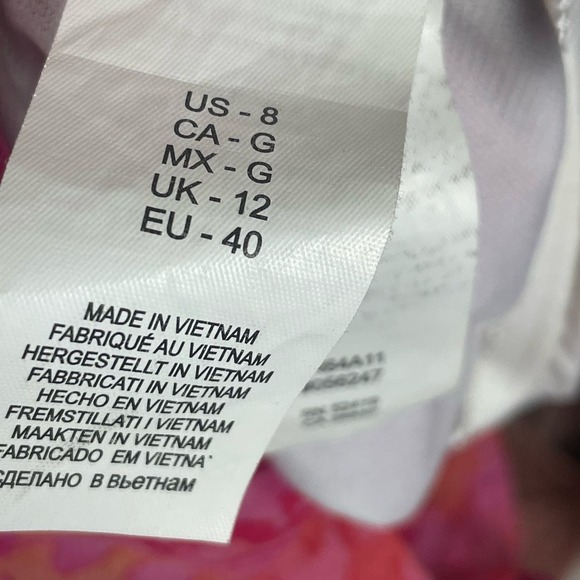 US - 8
CA - G
MX - G
UK - 12
EU - 40
MADE IN VIETNAM
FABRIQUÉ AU VIETNAM
HERGESTELLT IN VIETNAM
FABBRICATI IN VIETNAM
HECHO EN VIETNAM
FREMSTILLATI I VIETNAM
MAAKTEN IN VIETNAM
FABRICADO EM VIETNA
СДЕЛАНО В Вьетнам